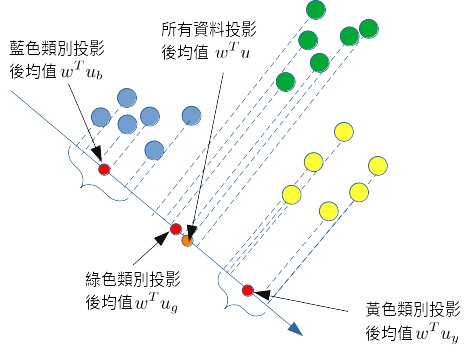 藍色類別投影
後均值 w^T u_b
所有資料投影
後均值 w^T u
綠色類別投影
後均值 w^T u_g
黃色類別投影
後均值 w^T u_y